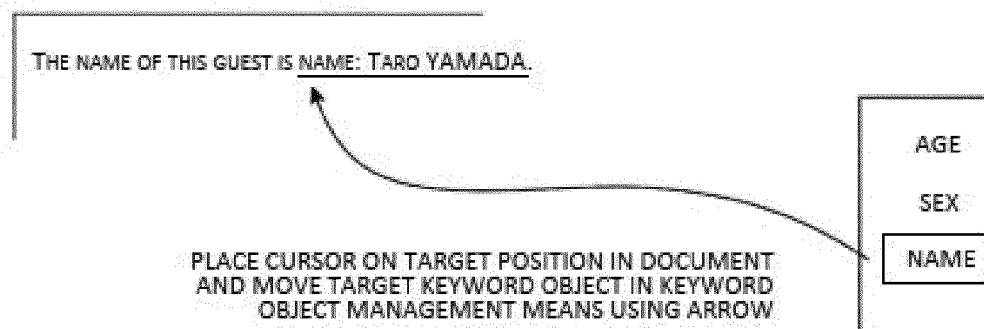 THE NAME OF THIS GUEST IS NAME: TARO YAMADA.
AGE
SEX
NAME
PLACE CURSOR ON TARGET POSITION IN DOCUMENT
AND MOVE TARGET KEYWORD OBJECT IN KEYWORD
OBJECT MANAGEMENT MEANS USING ARROW